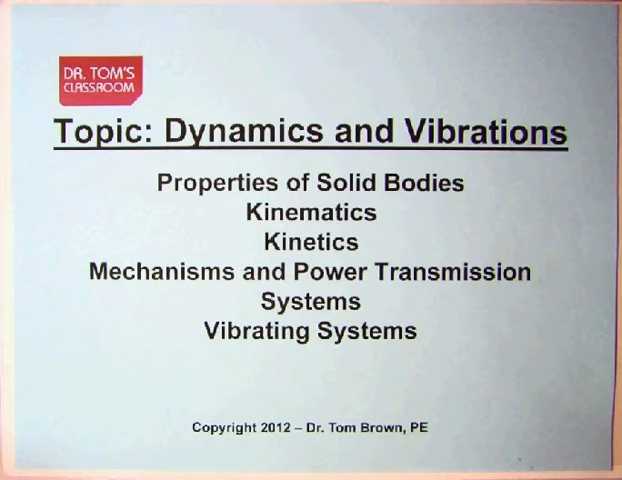 DR. TOM'S
CLASSROOM
Topic: Dynamics and Vibrations
Properties of Solid Bodies
Kinematics
Kinetics
Mechanisms and Power Transmission
Systems
Vibrating Systems
Copyright 2012 – Dr. Tom Brown, PE